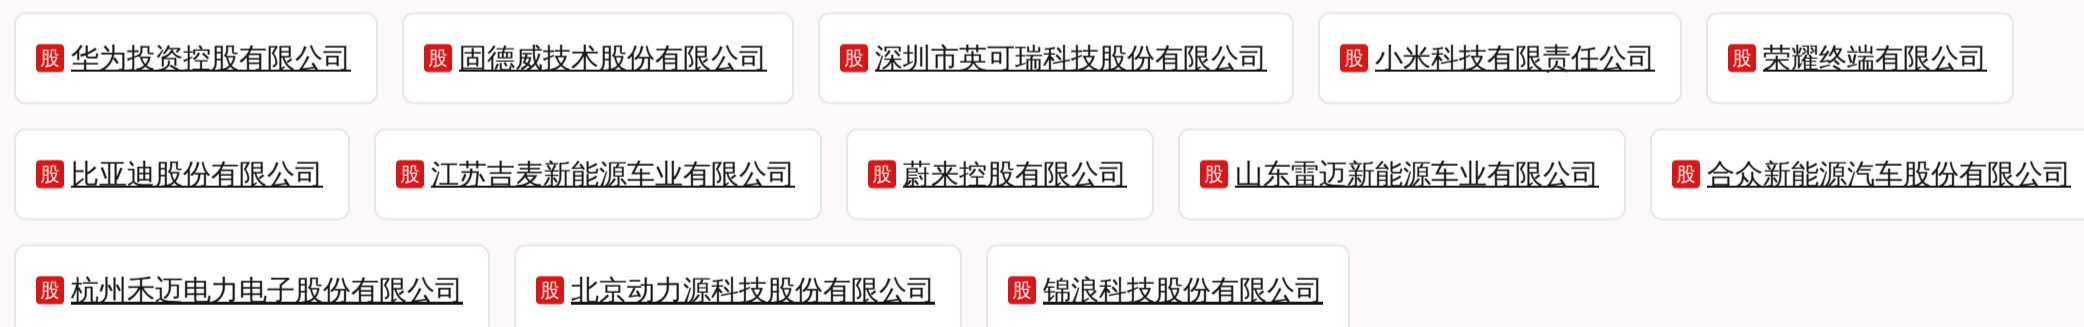 股 华为投资控股有限公司 股 固德威技术股份有限公司 股 深圳市英可瑞科技股份有限公司 股 小米科技有限责任公司 股 荣耀终端有限公司
股 比亚迪股份有限公司 股 江苏吉麦新能源车业有限公司 股 蔚来控股有限公司 股 山东雷迈新能源车业有限公司 股 合众新能源汽车股份有限公司
股 杭州禾迈电力电子股份有限公司 股 北京动力源科技股份有限公司 股 锦浪科技股份有限公司